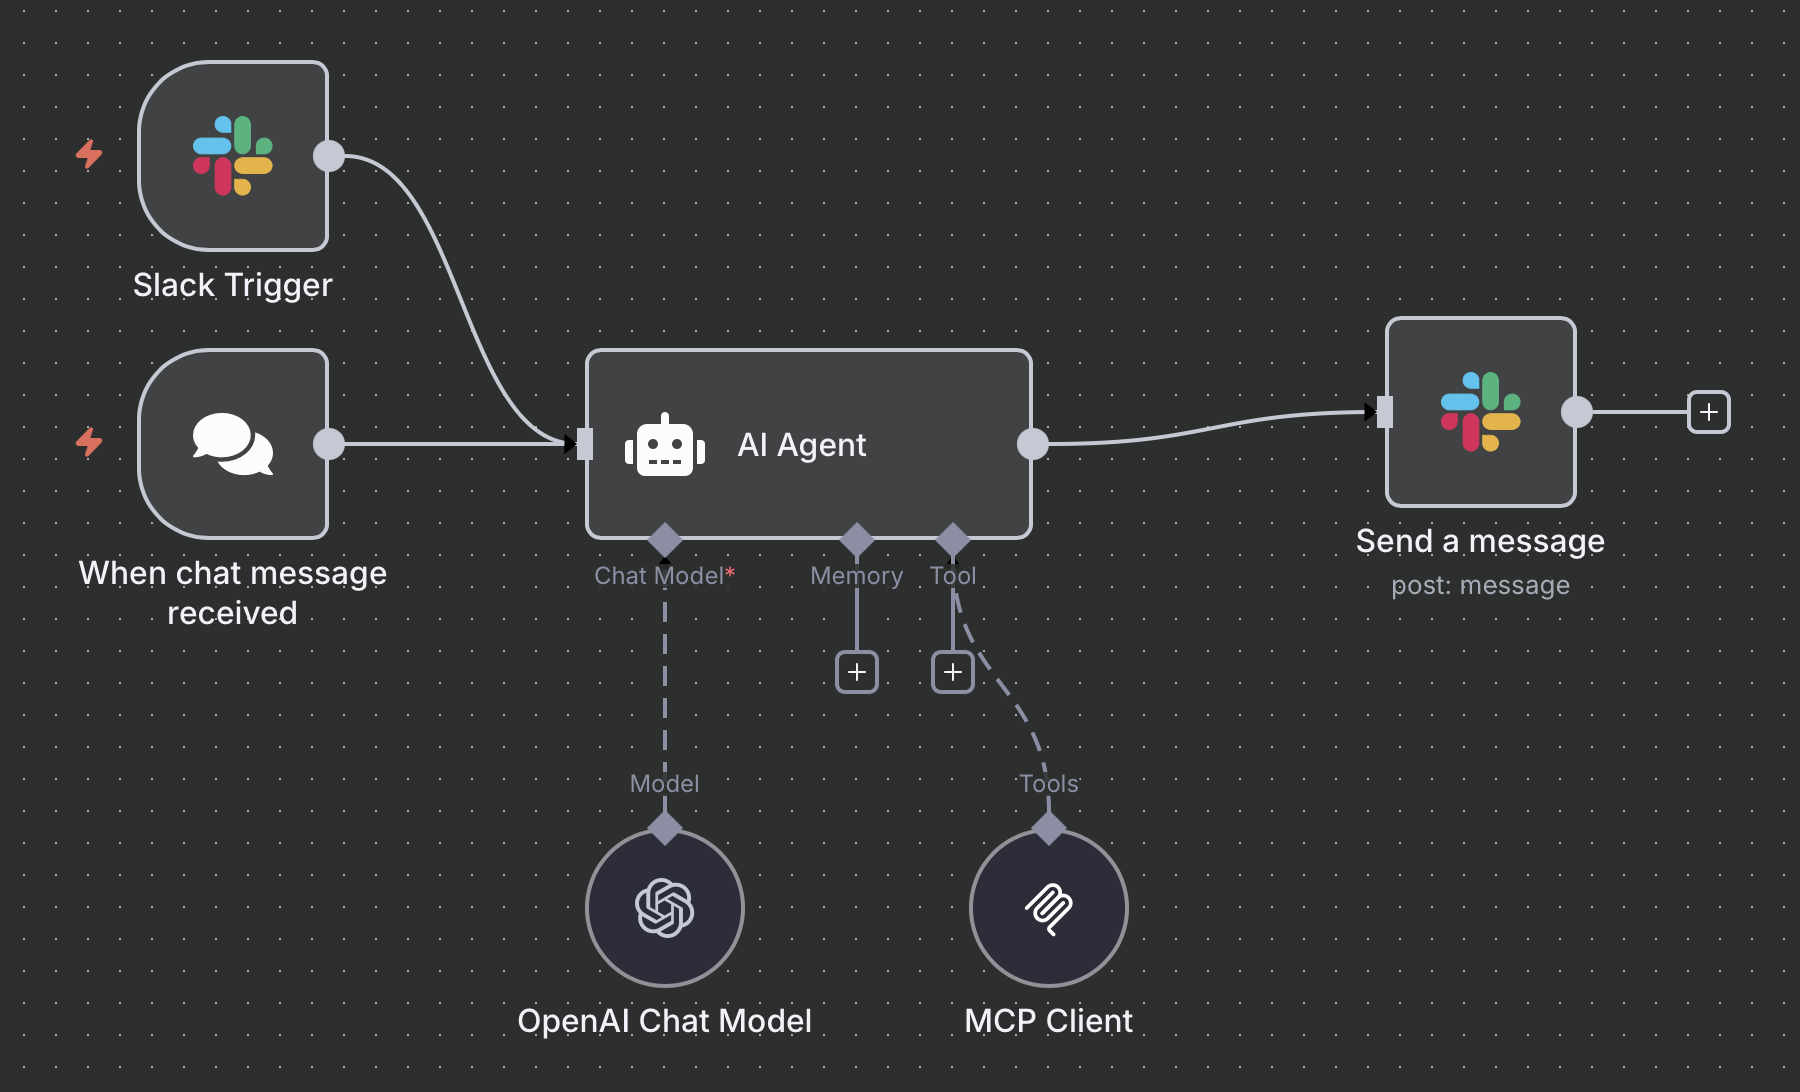 Slack Trigger
When chat message
received
AI Agent
Chat Model*
Memory
Tool
Send a message
post: message
Model
Tools
OpenAI Chat Model
MCP Client